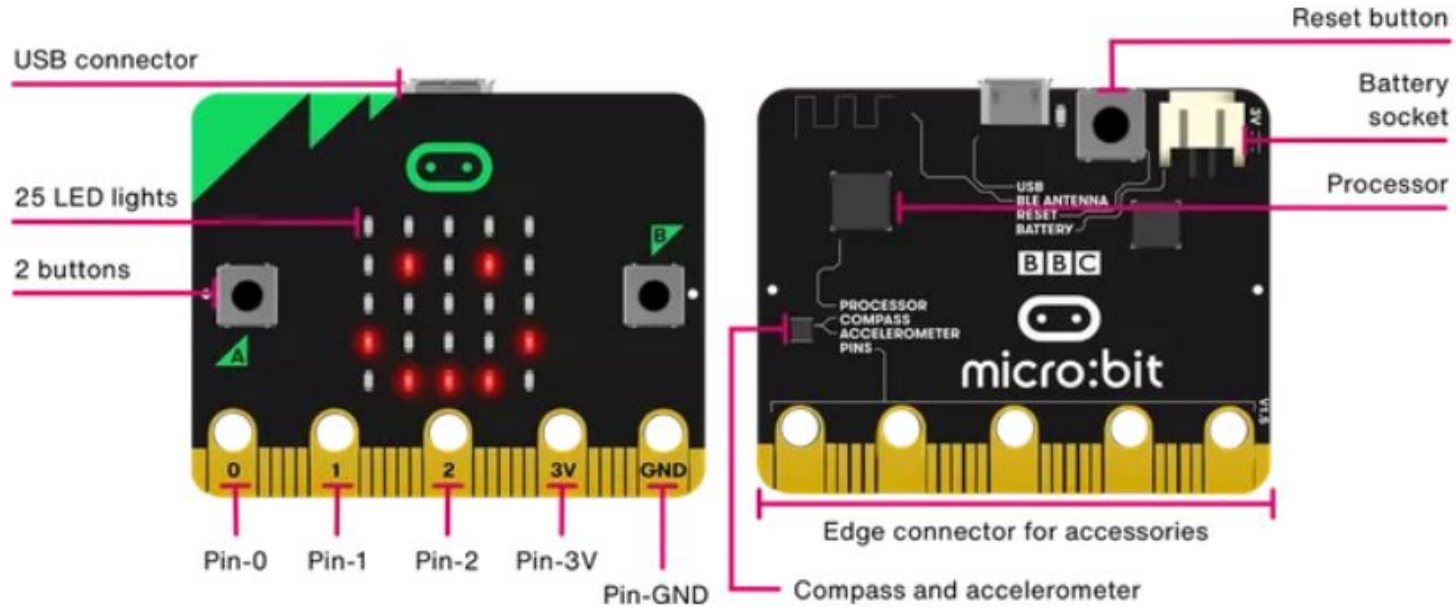 USB connector
25 LED lights
2 buttons
A
B
0
1
2
3V
GND
Pin-0
Pin-1
Pin-2
Pin-3V
Pin-GND
Reset button
Battery
socket
Processor
3V
USB
BLE ANTENNA
RESET
BATTERY
BBC
PROCESSOR
COMPASS
ACCELEROMETER
PINS
micro:bit
V1.5
Edge connector for accessories
Compass and accelerometer